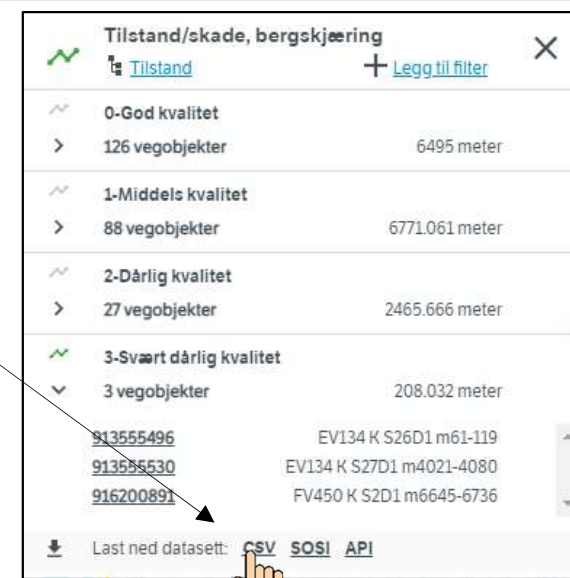 Tilstand/skade, bergskjæring
Tilstand Legg til filter
0-God kvalitet
126 vegobjekter 6495 meter
1-Middels kvalitet
88 vegobjekter 6771.061 meter
2-Dårlig kvalitet
27 vegobjekter 2465.666 meter
3-Svært dårlig kvalitet
3 vegobjekter 208.032 meter
913555496 EV134 K S26D1 m61-119
913555530 EV134 K S27D1 m4021-4080
916200891 FV450 K S2D1 m6645-6736
Last ned datasett: CSV SOSI API